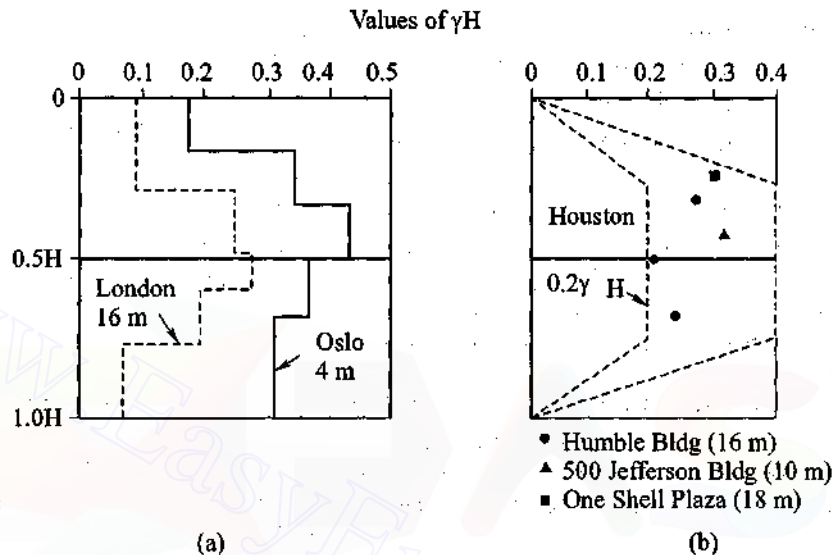 Values of γH
0 0.1 0.2 0.3 0.4 0.5
0 0.1 0.2 0.3 0.4
0
0.5H
1.0H
London
16 m
Oslo
4 m
Houston
0.2γ H
Humble Bldg (16 m)
500 Jefferson Bldg (10 m)
One Shell Plaza (18 m)
(a)
(b)